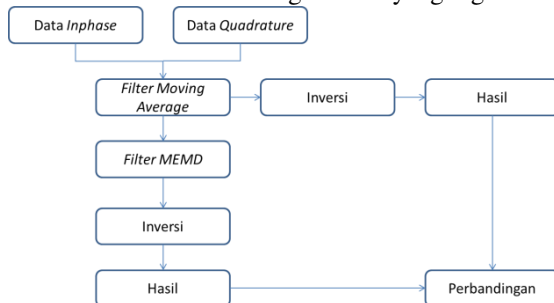 Data Inphase
Data Quadrature
Filter Moving
Average
Inversi
Hasil
Filter MEMD
Inversi
Hasil
Perbandingan